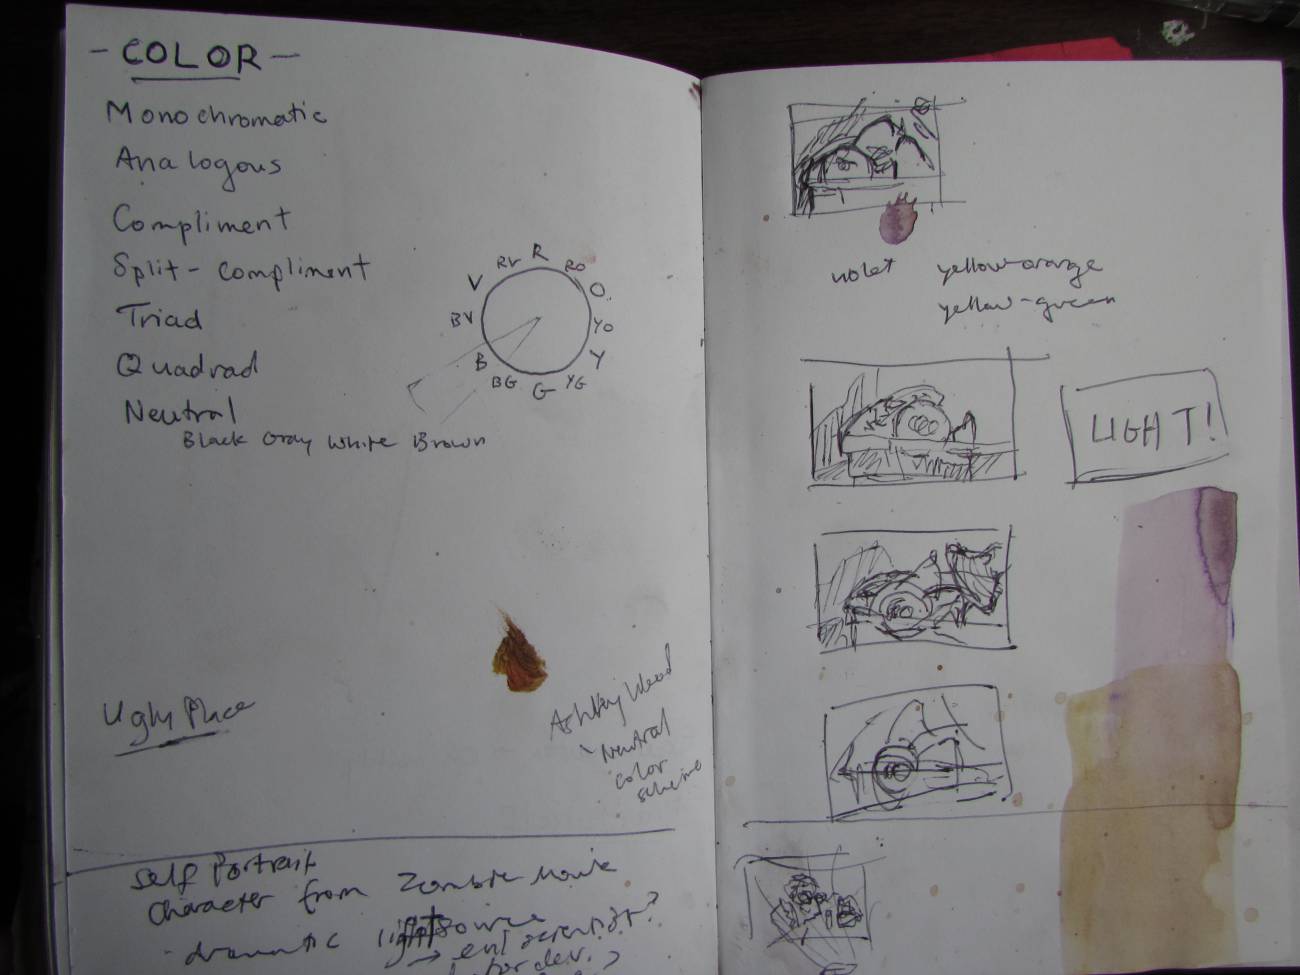 - COLOR -
Monochromatic
Analogous
Compliment
Split-compliment
Triad
Quadrad
Neutral
Black Gray White Brown
R
RO
O
YO
Y
YG
G
BG
B
BV
V
RV
Ugly Place
Ashley Wood
Neutral
color
scheme
Self Portrait
Character from Zombie Movie
- dramatic light source
→ evil scientist?
violet yellow-orange
yellow-green
LIGHT!